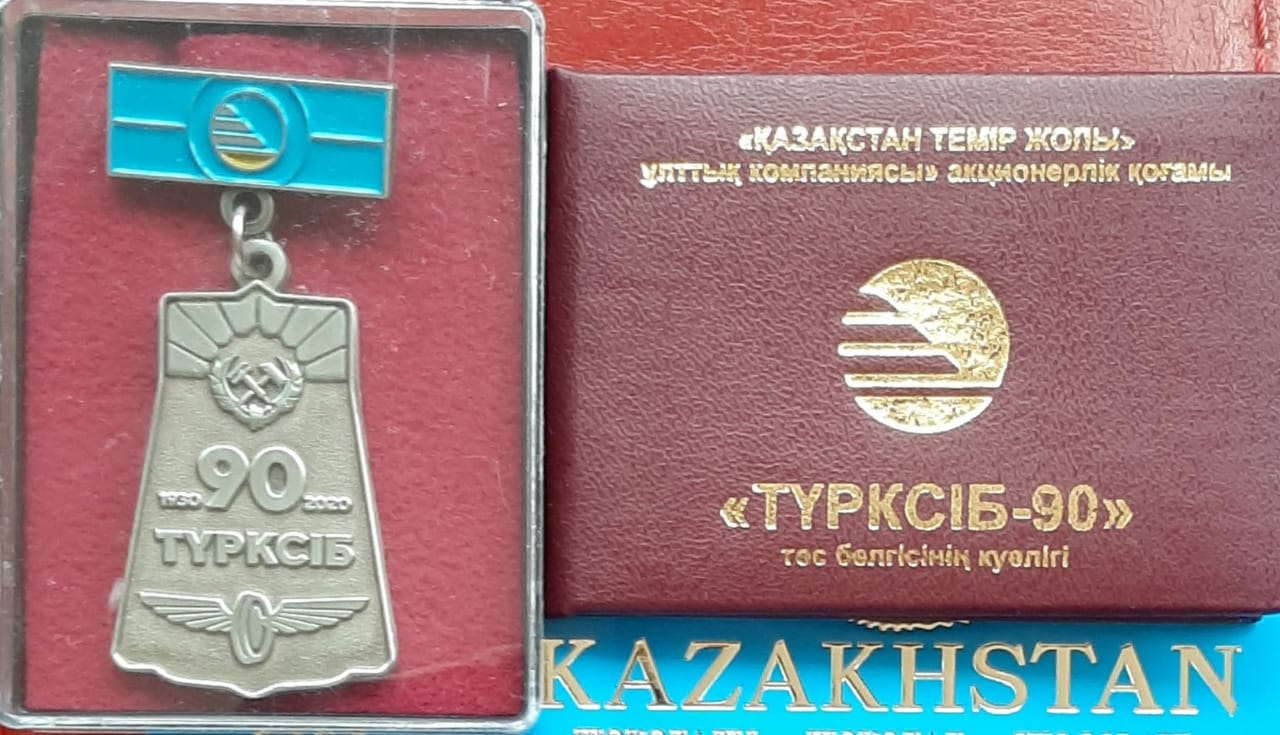 90
1930 2020
ТҮРКСІБ
«ҚАЗАҚСТАН ТЕМІР ЖОЛЫ»
ұлттық компаниясы» акционерлік қоғамы
«ТҮРКСІБ-90»
төс белгісінің куәлігі
KAZAKHSTAN